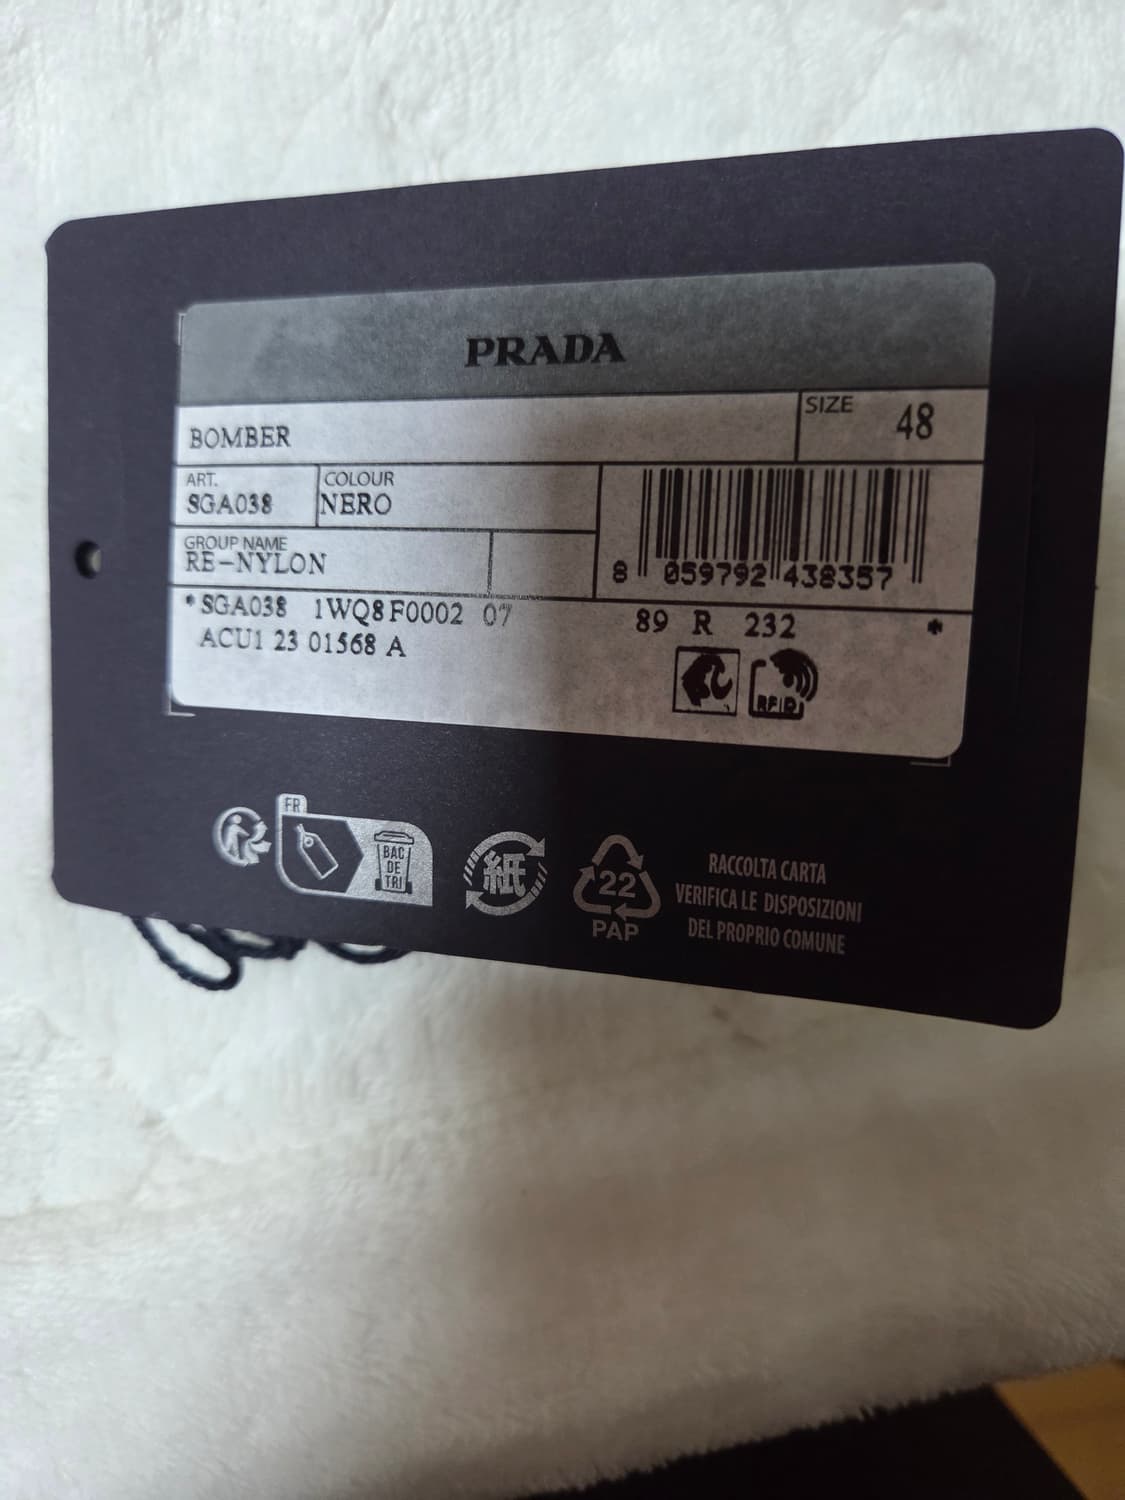 PRADA
BOMBER
SIZE 48
ART.
SGA038
COLOUR
NERO
GROUP NAME
RE-NYLON
8 059792 438357
*SGA038 1WQ8 F0002 07 89 R 232 *
ACU1 23 01568 A
RFID
FR
BAC
DE
TRI
紙
22
PAP
RACCOLTA CARTA
VERIFICA LE DISPOSIZIONI
DEL PROPRIO COMUNE